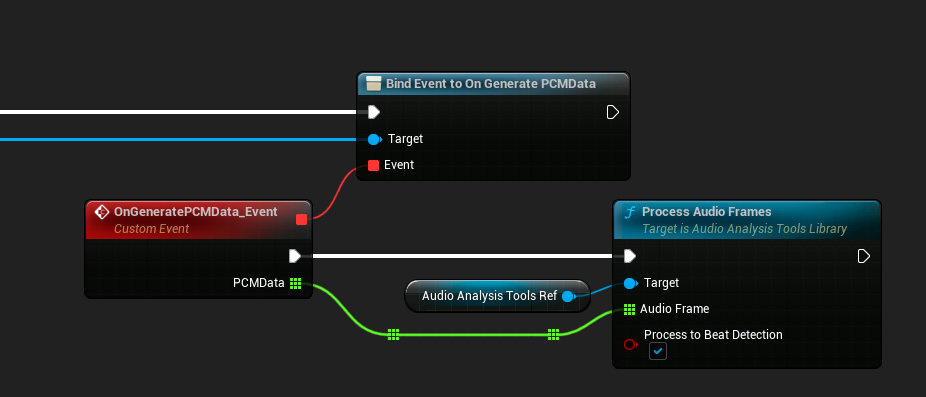 Bind Event to On Generate PCMData
Target
Event
OnGeneratePCMData_Event
Custom Event
PCMData
Audio Analysis Tools Ref
Process Audio Frames
Target is Audio Analysis Tools Library
Target
Audio Frame
Process to Beat Detection